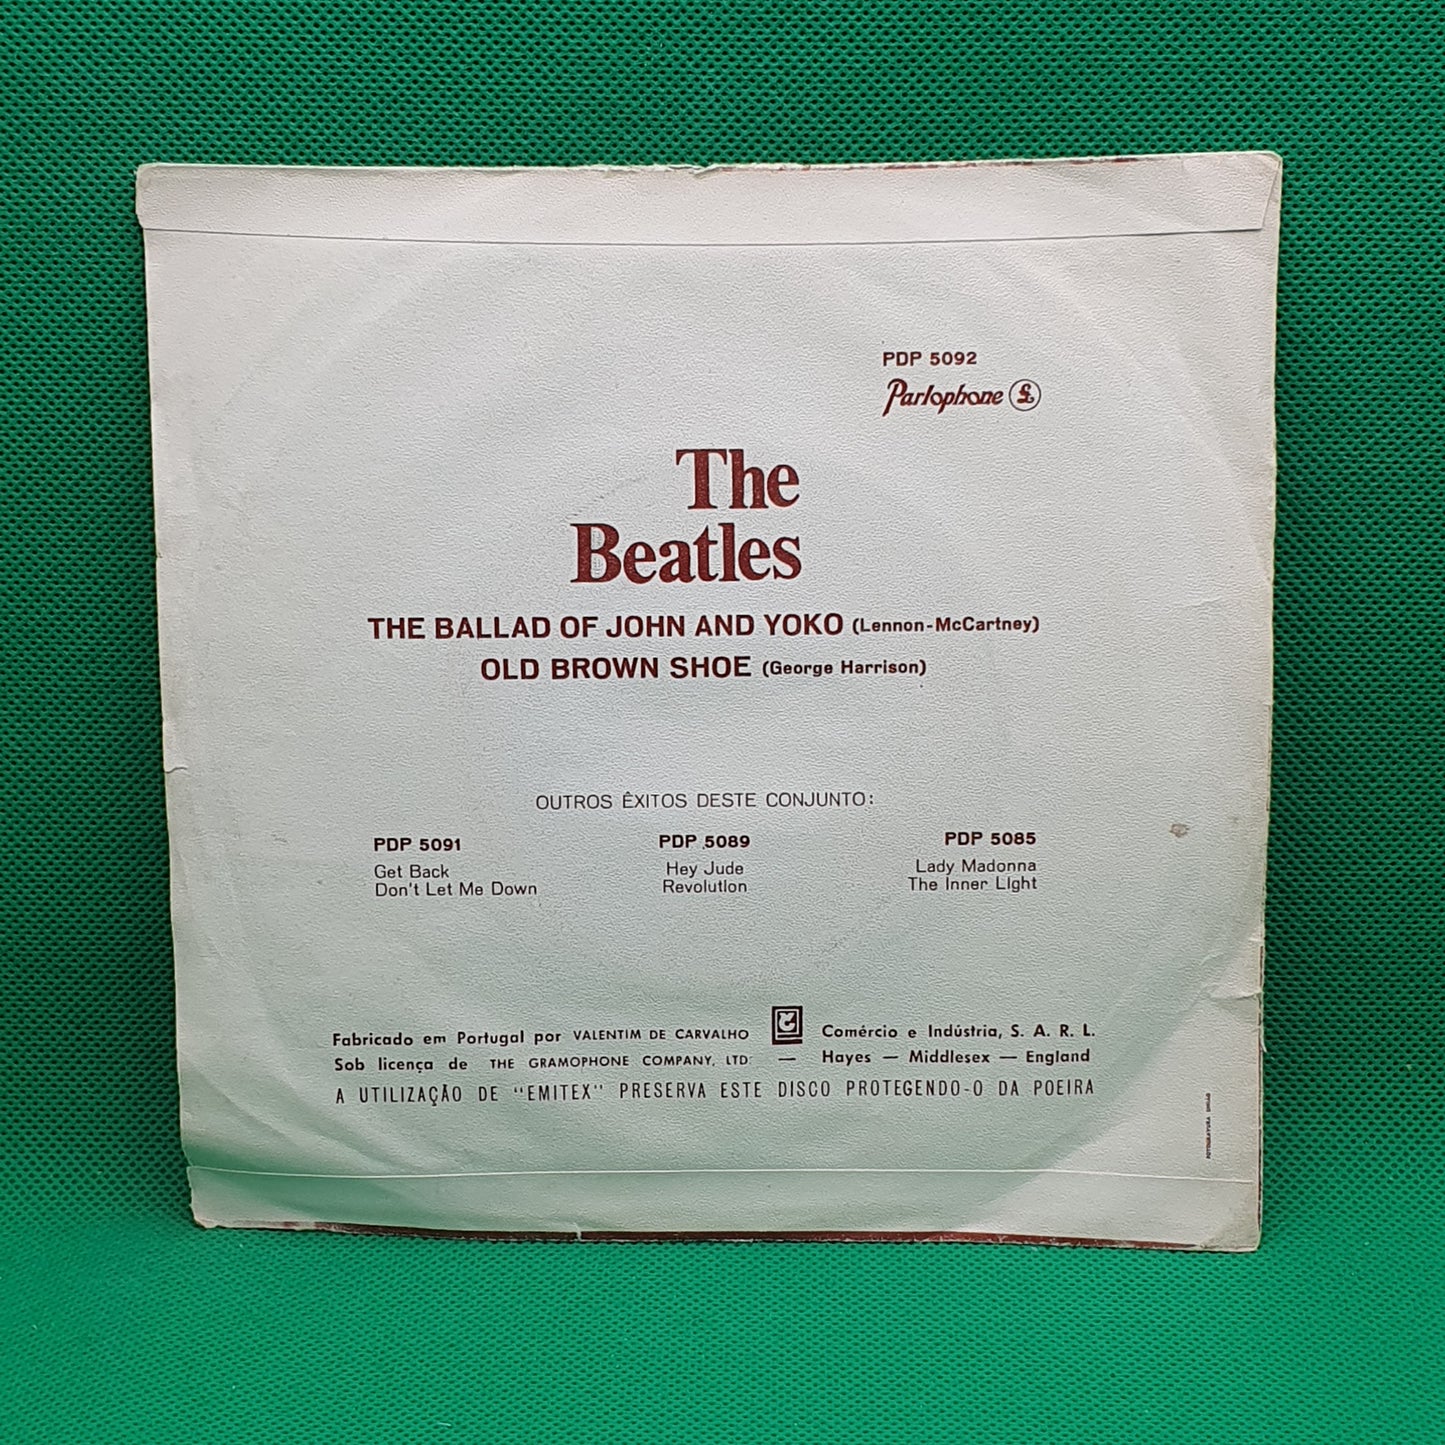 PDP 5092
Parlophone £
The
Beatles
THE BALLAD OF JOHN AND YOKO (Lennon-McCartney)
OLD BROWN SHOE (George Harrison)
OUTROS ÊXITOS DESTE CONJUNTO:
PDP 5091 PDP 5089 PDP 5085
Get Back Hey Jude Lady Madonna
Don't Let Me Down Revolution The Inner Light
Fabricado em Portugal por VALENTIM DE CARVALHO Comércio e Indústria, S. A. R. L.
Sob licença de THE GRAMOPHONE COMPANY, LTD. — Hayes — Middlesex — England
A UTILIZAÇÃO DE "EMITEX" PRESERVA ESTE DISCO PROTEGENDO-O DA POEIRA